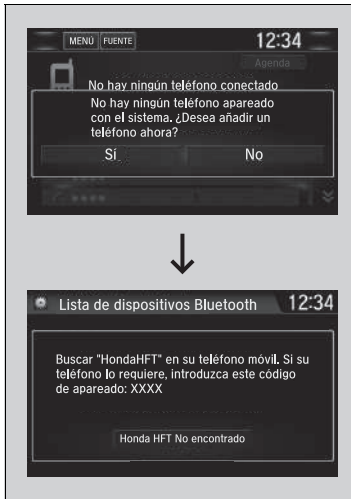 MENÚ FUENTE 12:34
Agenda
No hay ningún teléfono conectado
No hay ningún teléfono apareado
con el sistema. ¿Desea añadir un
teléfono ahora?
Sí No
Lista de dispositivos Bluetooth 12:34
Buscar "HondaHFT" en su teléfono móvil. Si su
teléfono lo requiere, introduzca este código
de apareado: XXXX
Honda HFT No encontrado